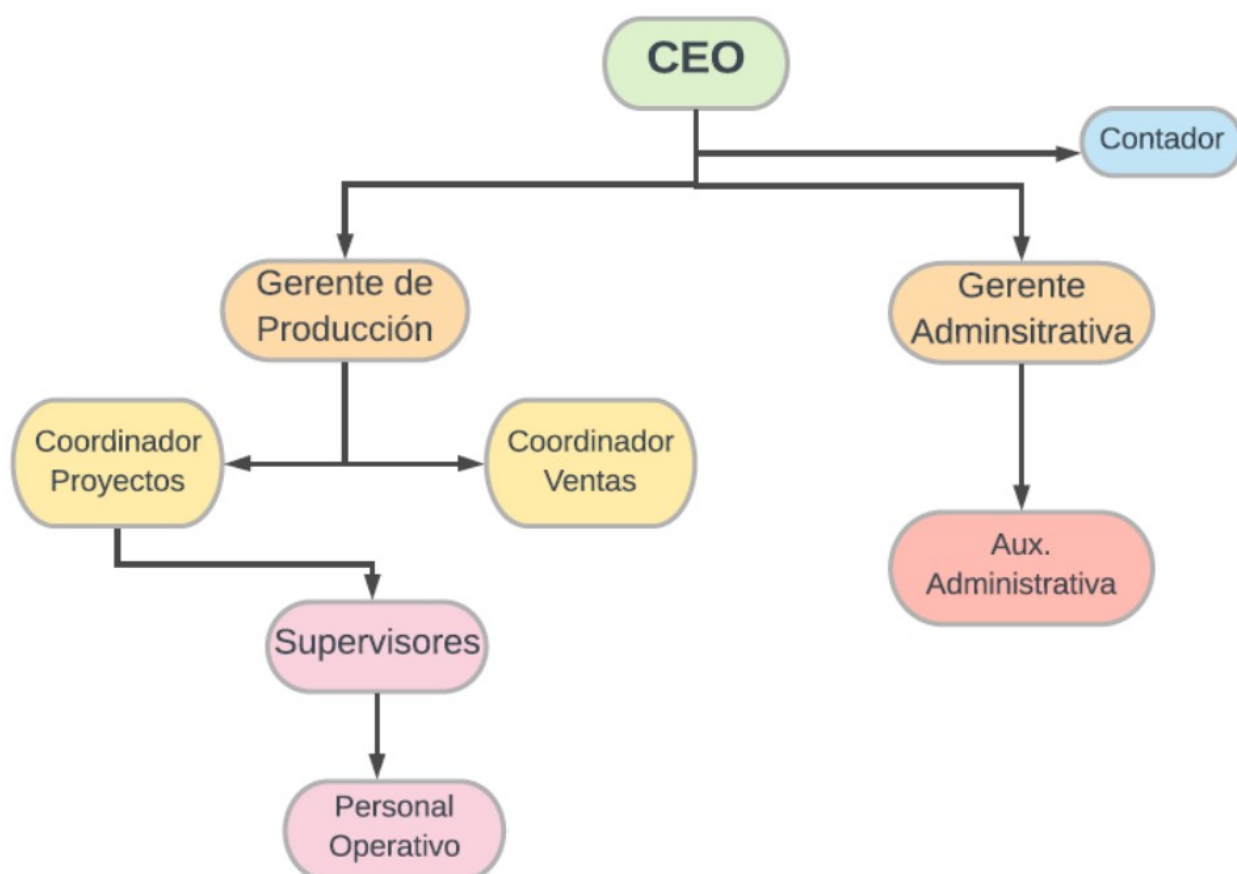 CEO
Contador
Gerente de
Producción
Gerente
Adminsitrativa
Coordinador
Proyectos
Coordinador
Ventas
Aux.
Administrativa
Supervisores
Personal
Operativo